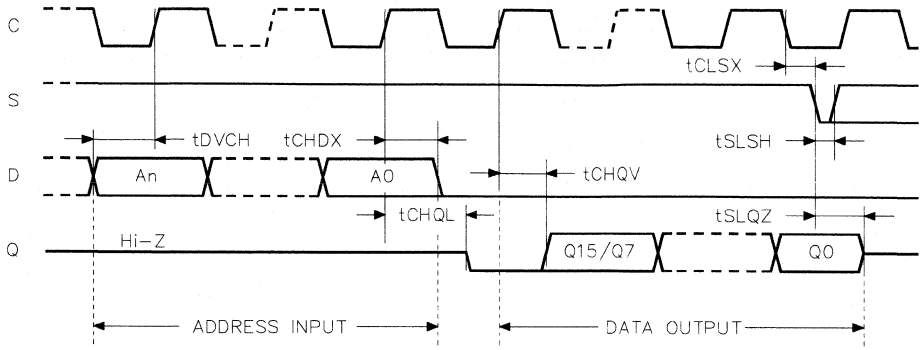 C
tCLSX
S
tDVCH
tCHDX
tSLSH
D
An
A0
tCHQV
tCHQL
tSLQZ
Q
Hi-Z
Q15/Q7
Q0
ADDRESS INPUT
DATA OUTPUT